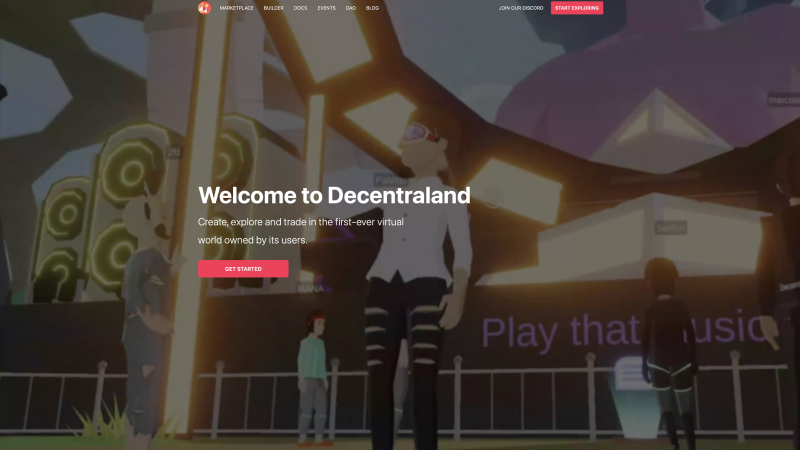 MARKETPLACE
BUILDER
DOCS
EVENTS
DAO
BLOG
JOIN OUR DISCORD
START EXPLORING
Welcome to Decentraland
Create, explore and trade in the first-ever virtual
world owned by its users.
GET STARTED
MANA
Play that